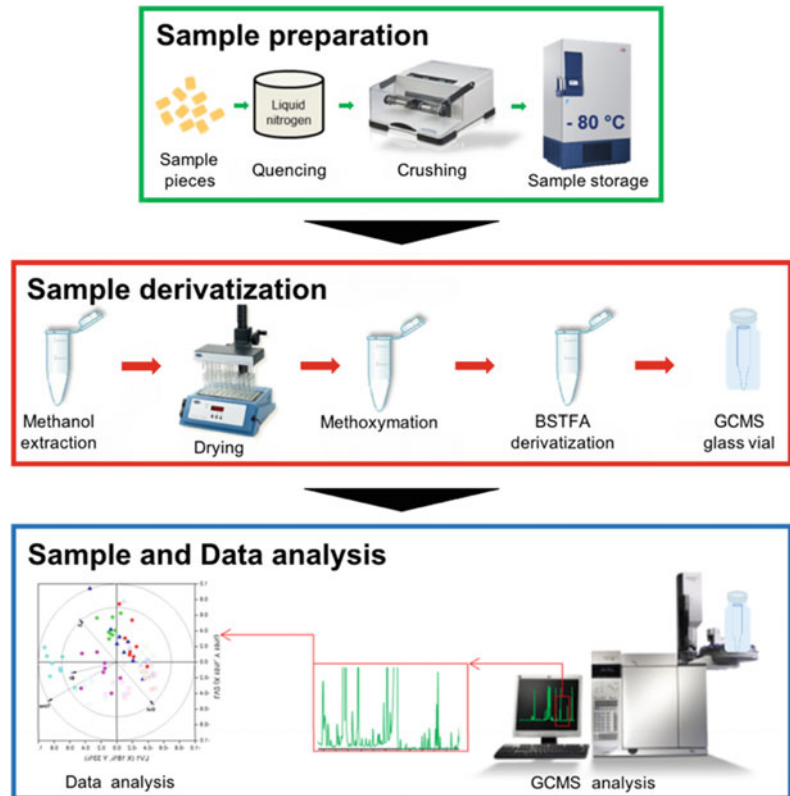 Sample preparation
Liquid
nitrogen
- 80 °C
Sample
pieces
Quencing
Crushing
Sample storage
Sample derivatization
Methanol
extraction
Drying
Methoxymation
BSTFA
derivatization
GCMS
glass vial
Sample and Data analysis
Data analysis
GCMS analysis